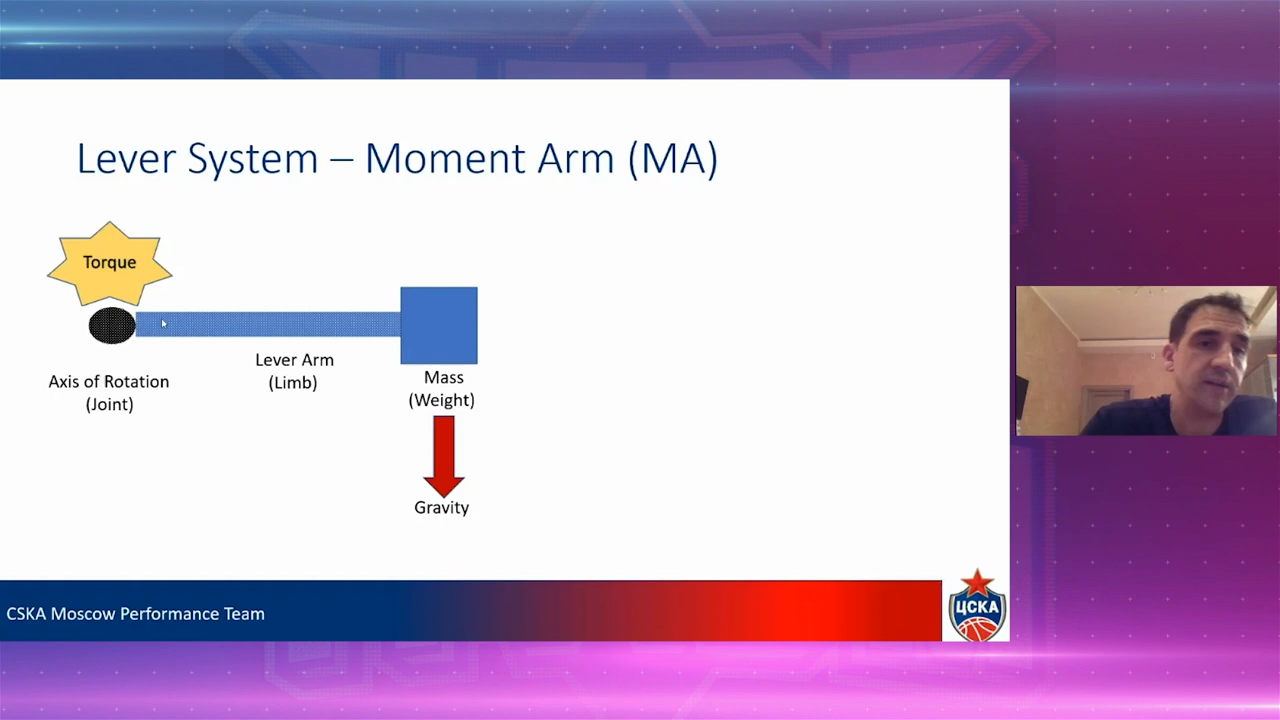 Lever System – Moment Arm (MA)
Torque
Lever Arm
(Limb)
Axis of Rotation
(Joint)
Mass
(Weight)
Gravity
CSKA Moscow Performance Team
ЦСКА